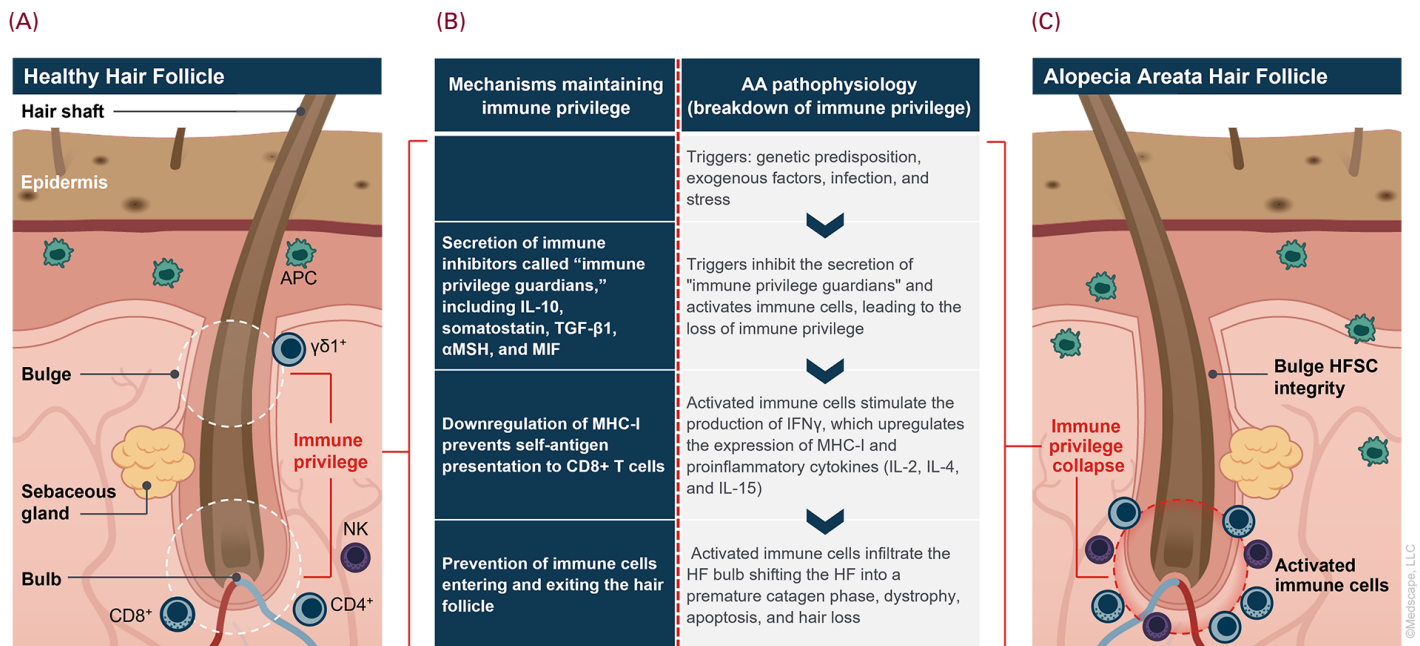 (A)
Healthy Hair Follicle
Hair shaft
Epidermis
APC
γδ1⁺
Bulge
Immune
privilege
Sebaceous
gland
NK
Bulb
CD8⁺
CD4⁺
(B)
Mechanisms maintaining
immune privilege
AA pathophysiology
(breakdown of immune privilege)
Triggers: genetic predisposition,
exogenous factors, infection, and
stress
Secretion of immune
inhibitors called “immune
privilege guardians,”
including IL-10,
somatostatin, TGF-β1,
αMSH, and MIF
Triggers inhibit the secretion of
"immune privilege guardians" and
activates immune cells, leading to the
loss of immune privilege
Downregulation of MHC-I
prevents self-antigen
presentation to CD8+ T cells
Activated immune cells stimulate the
production of IFNγ, which upregulates
the expression of MHC-I and
proinflammatory cytokines (IL-2, IL-4,
and IL-15)
Prevention of immune cells
entering and exiting the hair
follicle
Activated immune cells infiltrate the
HF bulb shifting the HF into a
premature catagen phase, dystrophy,
apoptosis, and hair loss
(C)
Alopecia Areata Hair Follicle
Bulge HFSC
integrity
Immune
privilege
collapse
Activated
immune cells
©Medscape, LLC